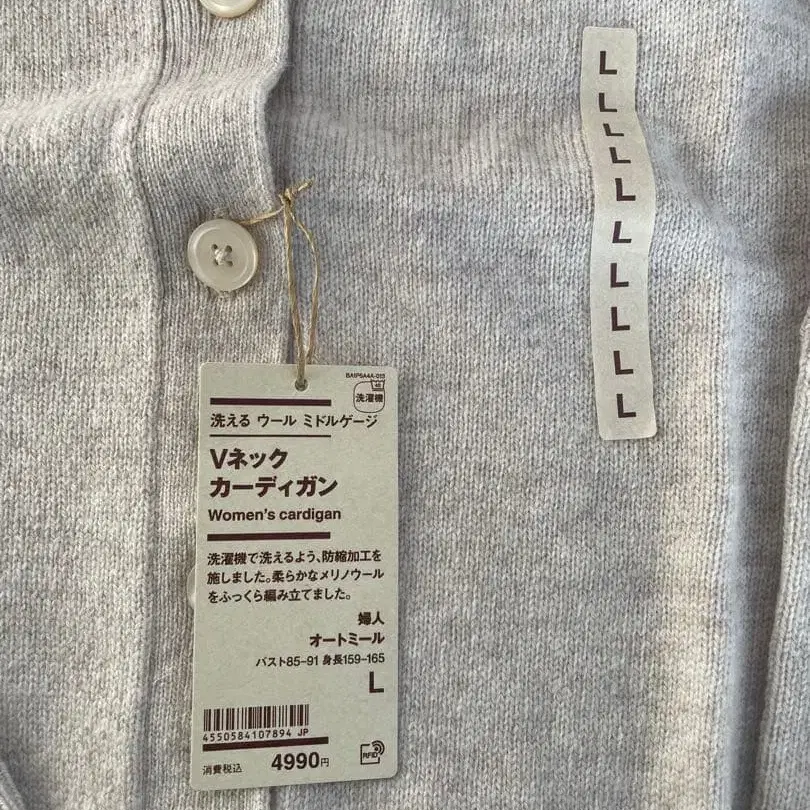 L
L
L
L
L
L
L
L
L
L
BA1P6A4A-013
40
洗濯機
洗える ウール ミドルゲージ
Vネック
カーディガン
Women's cardigan
洗濯機で洗えるよう、防縮加工を
施しました。柔らかなメリノウール
をふっくら編み立てました。
婦人
オートミール
バスト85-91 身長159-165
L
4550584107894 JP
消費税込 4990円
RFID